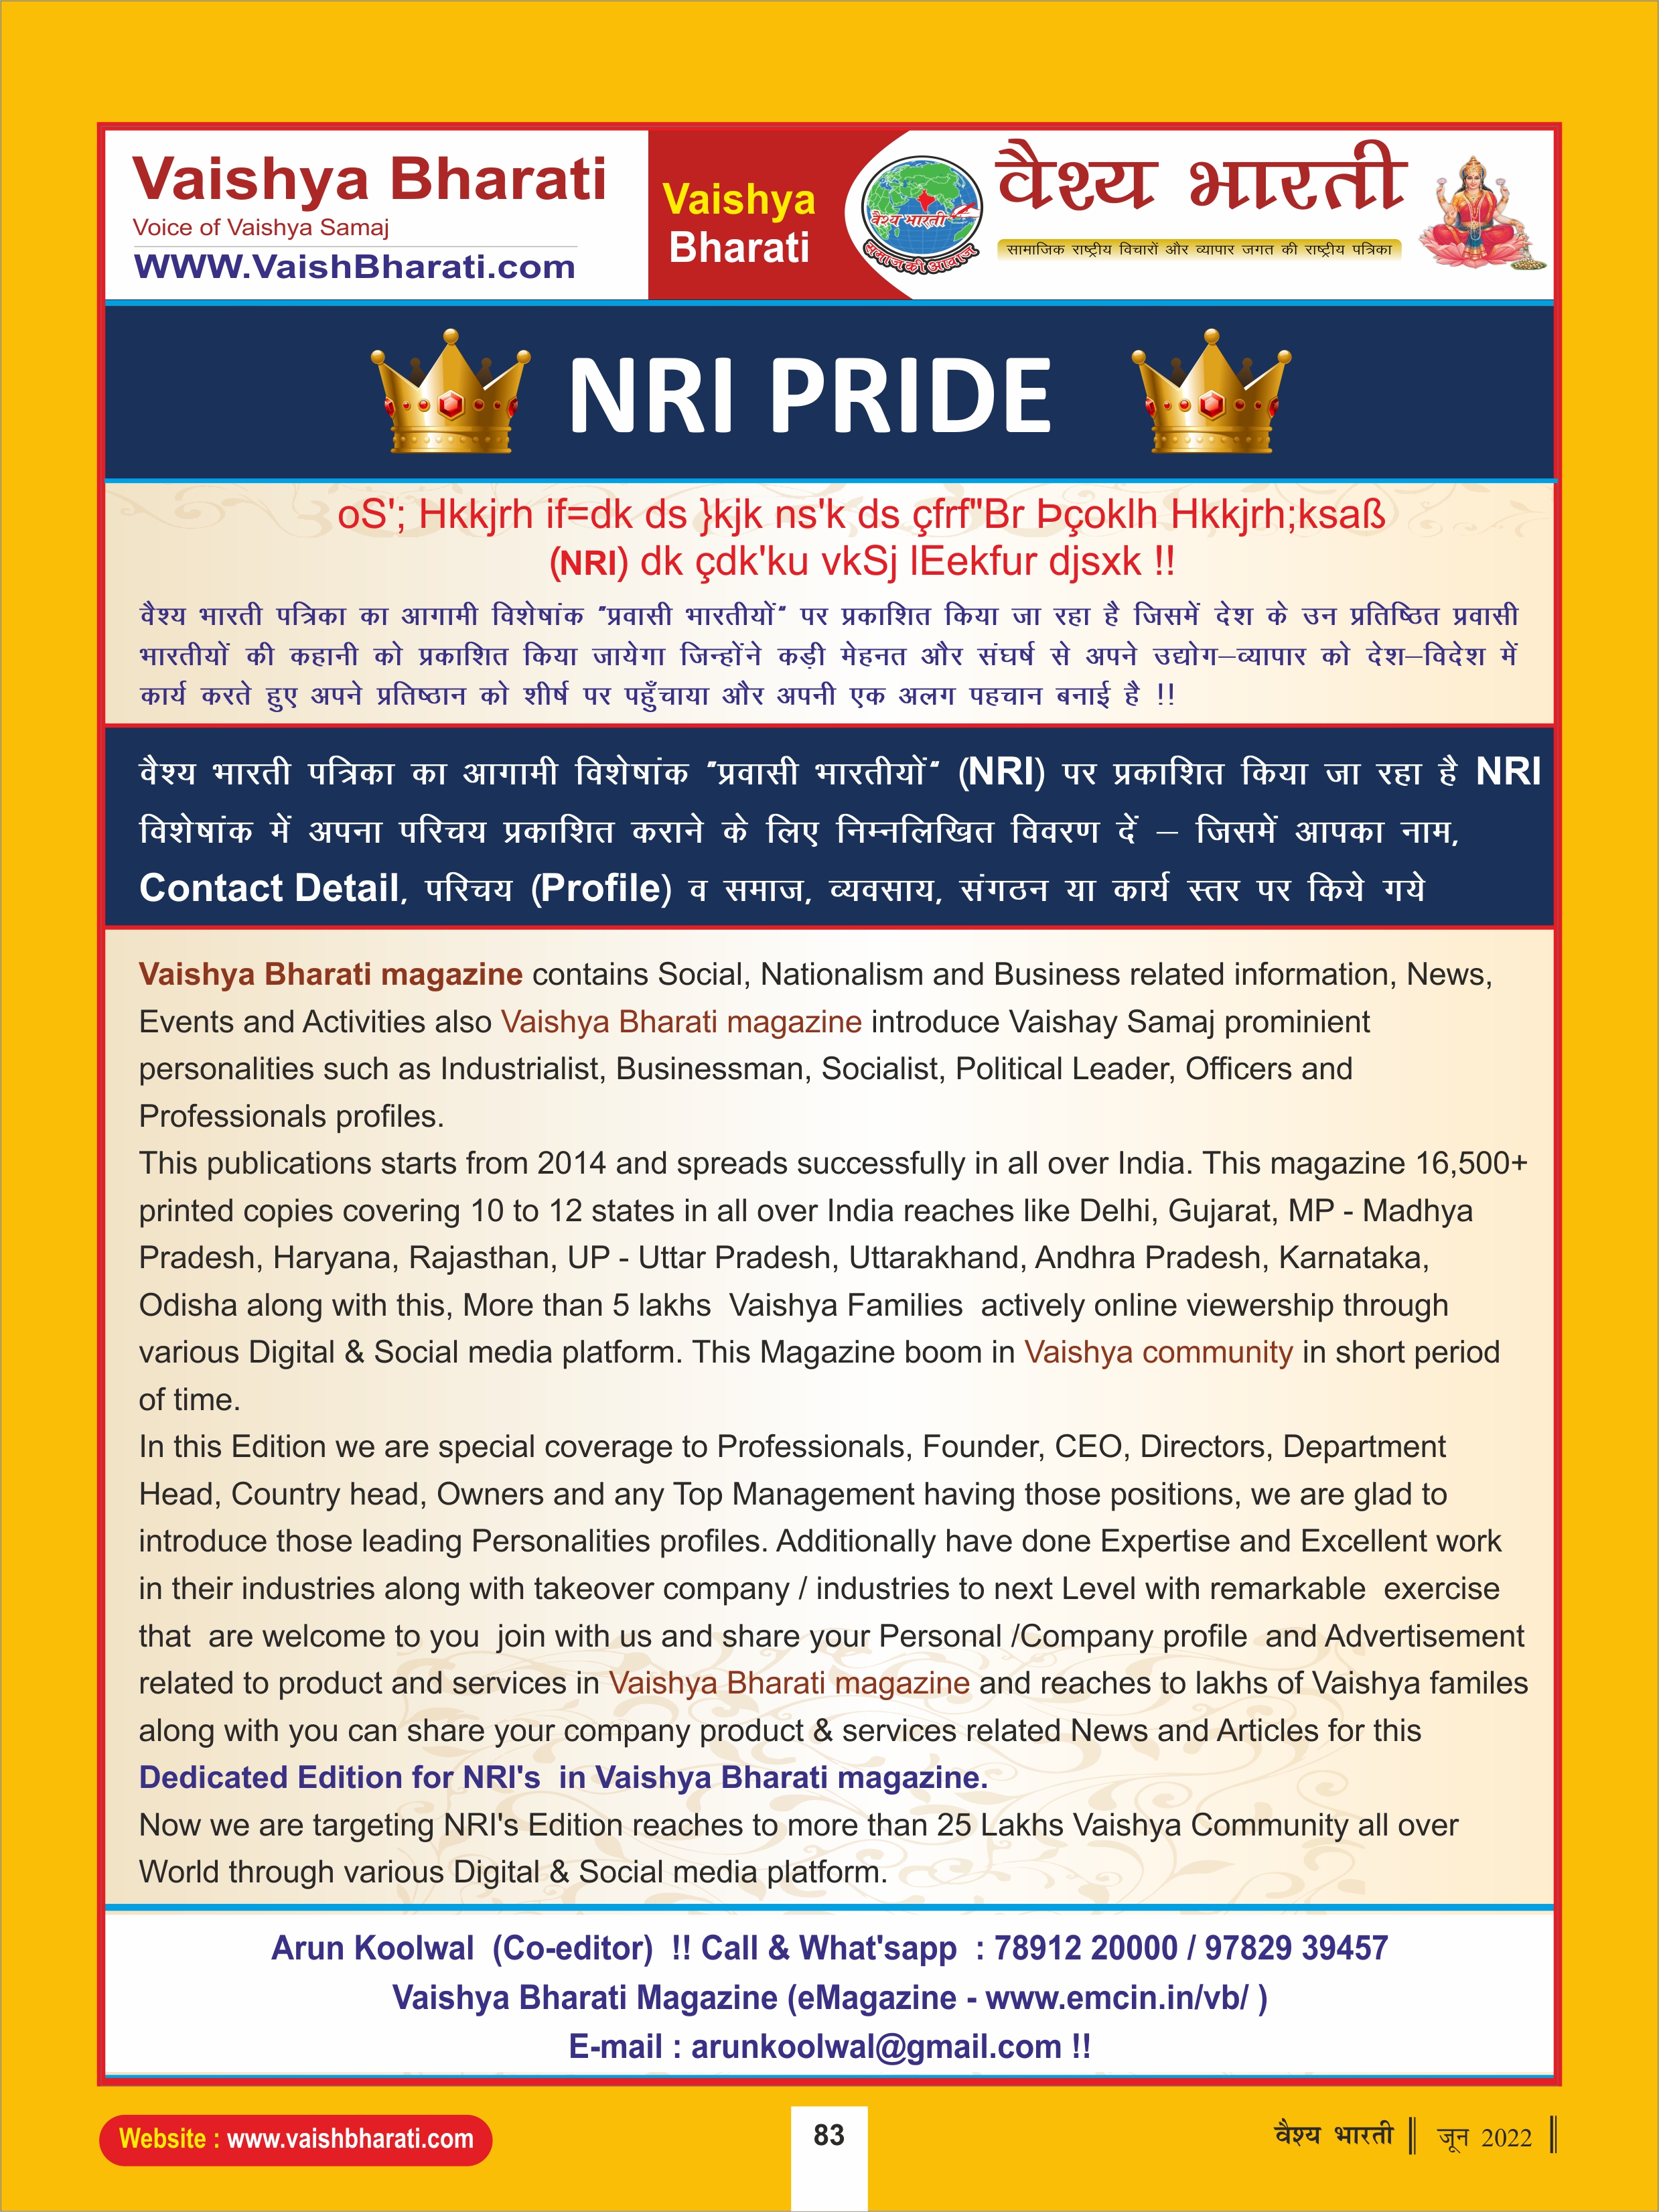 Vaishya Bharati
Voice of Vaishya Samaj
WWW.VaishBharati.com
Vaishya
Bharati
वैश्य भारती
समाज की आवाज
वैश्य भारती
सामाजिक राष्ट्रीय विचारों और व्यापार जगत की राष्ट्रीय पत्रिका
NRI PRIDE
oS'; Hkkjrh if=dk ds }kjk ns'k ds çfrf"Br Þçoklh Hkkjrh;ksaß
(NRI) dk çdk'ku vkSj lEekfur djsxk !!
वैश्य भारती पत्रिका का आगामी विशेषांक "प्रवासी भारतीयों" पर प्रकाशित किया जा रहा है जिसमें देश के उन प्रतिष्ठित प्रवासी
भारतीयों की कहानी को प्रकाशित किया जायेगा जिन्होंने कड़ी मेहनत और संघर्ष से अपने उद्योग–व्यापार को देश–विदेश में
कार्य करते हुए अपने प्रतिष्ठान को शीर्ष पर पहुँचाया और अपनी एक अलग पहचान बनाई है !!
वैश्य भारती पत्रिका का आगामी विशेषांक "प्रवासी भारतीयों" (NRI) पर प्रकाशित किया जा रहा है NRI
विशेषांक में अपना परिचय प्रकाशित कराने के लिए निम्नलिखित विवरण दें – जिसमें आपका नाम,
Contact Detail, परिचय (Profile) व समाज, व्यवसाय, संगठन या कार्य स्तर पर किये गये
Vaishya Bharati magazine contains Social, Nationalism and Business related information, News,
Events and Activities also Vaishya Bharati magazine introduce Vaishay Samaj prominient
personalities such as Industrialist, Businessman, Socialist, Political Leader, Officers and
Professionals profiles.
This publications starts from 2014 and spreads successfully in all over India. This magazine 16,500+
printed copies covering 10 to 12 states in all over India reaches like Delhi, Gujarat, MP - Madhya
Pradesh, Haryana, Rajasthan, UP - Uttar Pradesh, Uttarakhand, Andhra Pradesh, Karnataka,
Odisha along with this, More than 5 lakhs Vaishya Families actively online viewership through
various Digital & Social media platform. This Magazine boom in Vaishya community in short period
of time.
In this Edition we are special coverage to Professionals, Founder, CEO, Directors, Department
Head, Country head, Owners and any Top Management having those positions, we are glad to
introduce those leading Personalities profiles. Additionally have done Expertise and Excellent work
in their industries along with takeover company / industries to next Level with remarkable exercise
that are welcome to you join with us and share your Personal /Company profile and Advertisement
related to product and services in Vaishya Bharati magazine and reaches to lakhs of Vaishya familes
along with you can share your company product & services related News and Articles for this
Dedicated Edition for NRI's in Vaishya Bharati magazine.
Now we are targeting NRI's Edition reaches to more than 25 Lakhs Vaishya Community all over
World through various Digital & Social media platform.
Arun Koolwal (Co-editor) !! Call & What'sapp : 78912 20000 / 97829 39457
Vaishya Bharati Magazine (eMagazine - www.emcin.in/vb/ )
E-mail : arunkoolwal@gmail.com !!
Website : www.vaishbharati.com
83
वैश्य भारती || जून 2022 ||